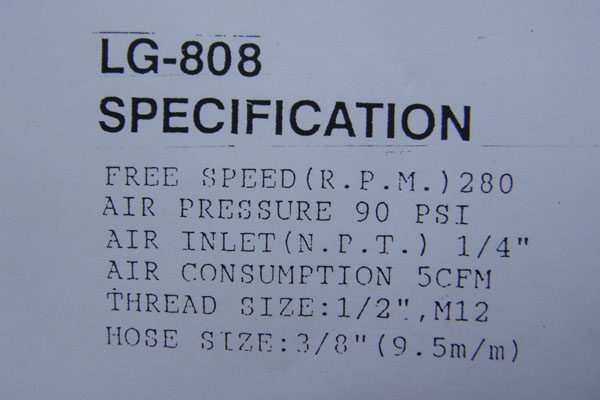 LG-808
SPECIFICATION
FREE SPEED(R.P.M.)280
AIR PRESSURE 90 PSI
AIR INLET(N.P.T.) 1/4"
AIR CONSUMPTION 5CFM
THREAD SIZE:1/2",M12
HOSE SIZE:3/8"(9.5m/m)